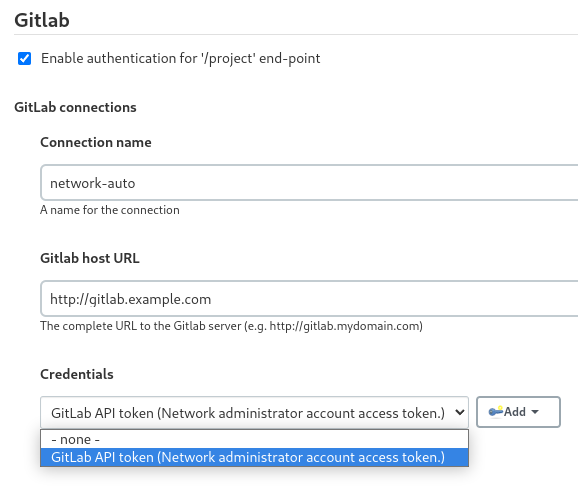 Gitlab
Enable authentication for '/project' end-point
GitLab connections
Connection name
network-auto
A name for the connection
Gitlab host URL
http://gitlab.example.com
The complete URL to the Gitlab server (e.g. http://gitlab.mydomain.com)
Credentials
GitLab API token (Network administrator account access token.)
Add
- none -
GitLab API token (Network administrator account access token.)